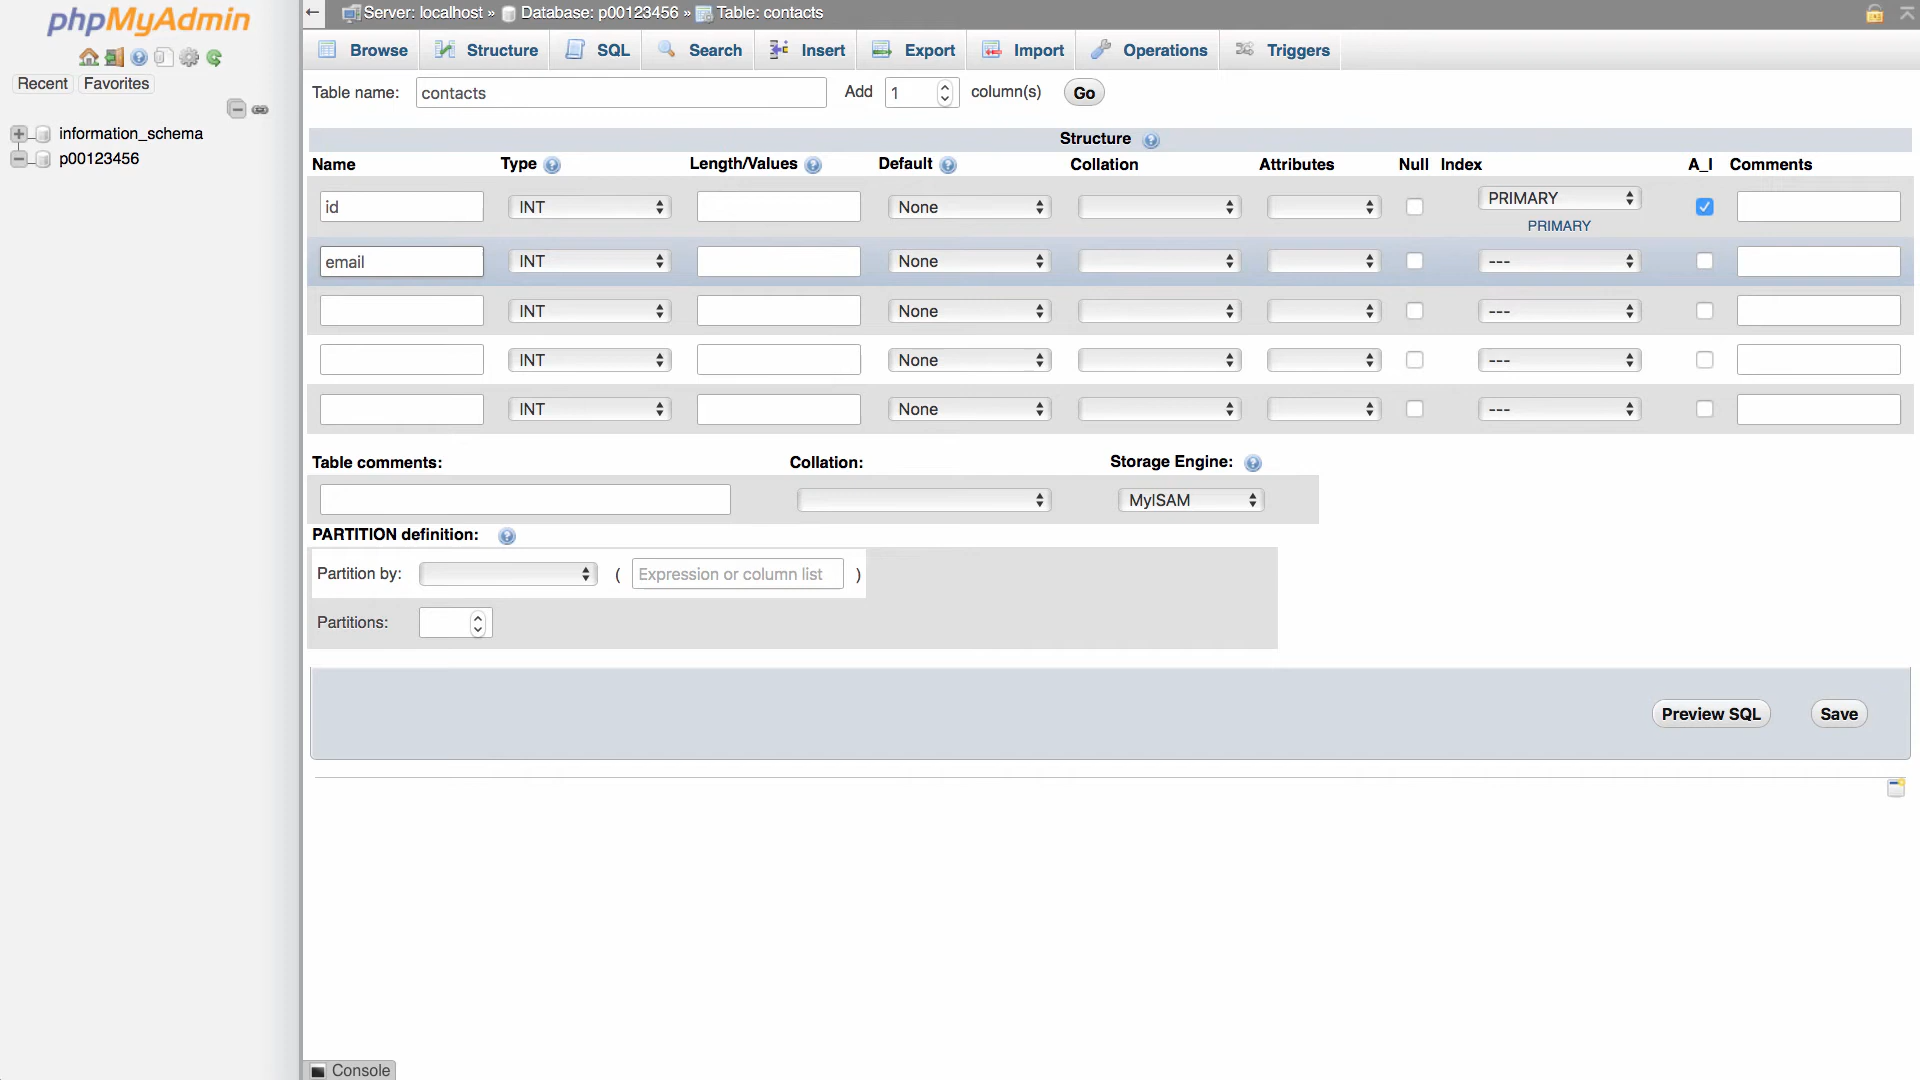 phpMyAdmin
Recent Favorites
information_schema
p00123456
Server: localhost » Database: p00123456 » Table: contacts
Browse Structure SQL Search Insert Export Import Operations Triggers
Table name: contacts Add 1 column(s) Go
Structure
Name Type Length/Values Default Collation Attributes Null Index A_I Comments
id INT None PRIMARY
PRIMARY
email INT None ---
INT None ---
INT None ---
INT None ---
Table comments: Collation: Storage Engine:
MyISAM
PARTITION definition:
Partition by: ( Expression or column list )
Partitions:
Preview SQL Save
Console